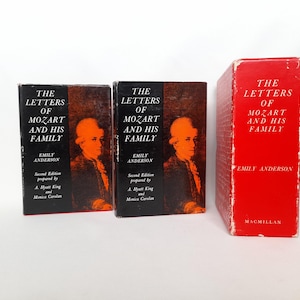 THE
LETTERS
OF
MOZART
AND HIS
FAMILY
EMILY
ANDERSON
Second Edition
prepared by
A. Hyatt King
and
Monica Carolan
THE
LETTERS
OF
MOZART
AND HIS
FAMILY
EMILY
ANDERSON
Second Edition
prepared by
A. Hyatt King
and
Monica Carolan
THE
LETTERS
OF
MOZART
AND HIS
FAMILY
EMILY ANDERSON
MACMILLAN